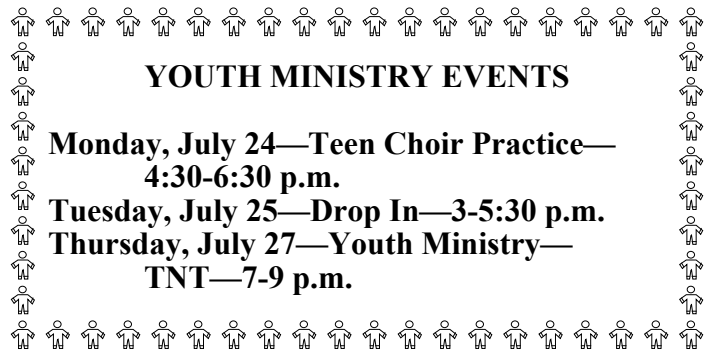 YOUTH MINISTRY EVENTS
Monday, July 24—Teen Choir Practice—
4:30-6:30 p.m.
Tuesday, July 25—Drop In—3-5:30 p.m.
Thursday, July 27—Youth Ministry—
TNT—7-9 p.m.